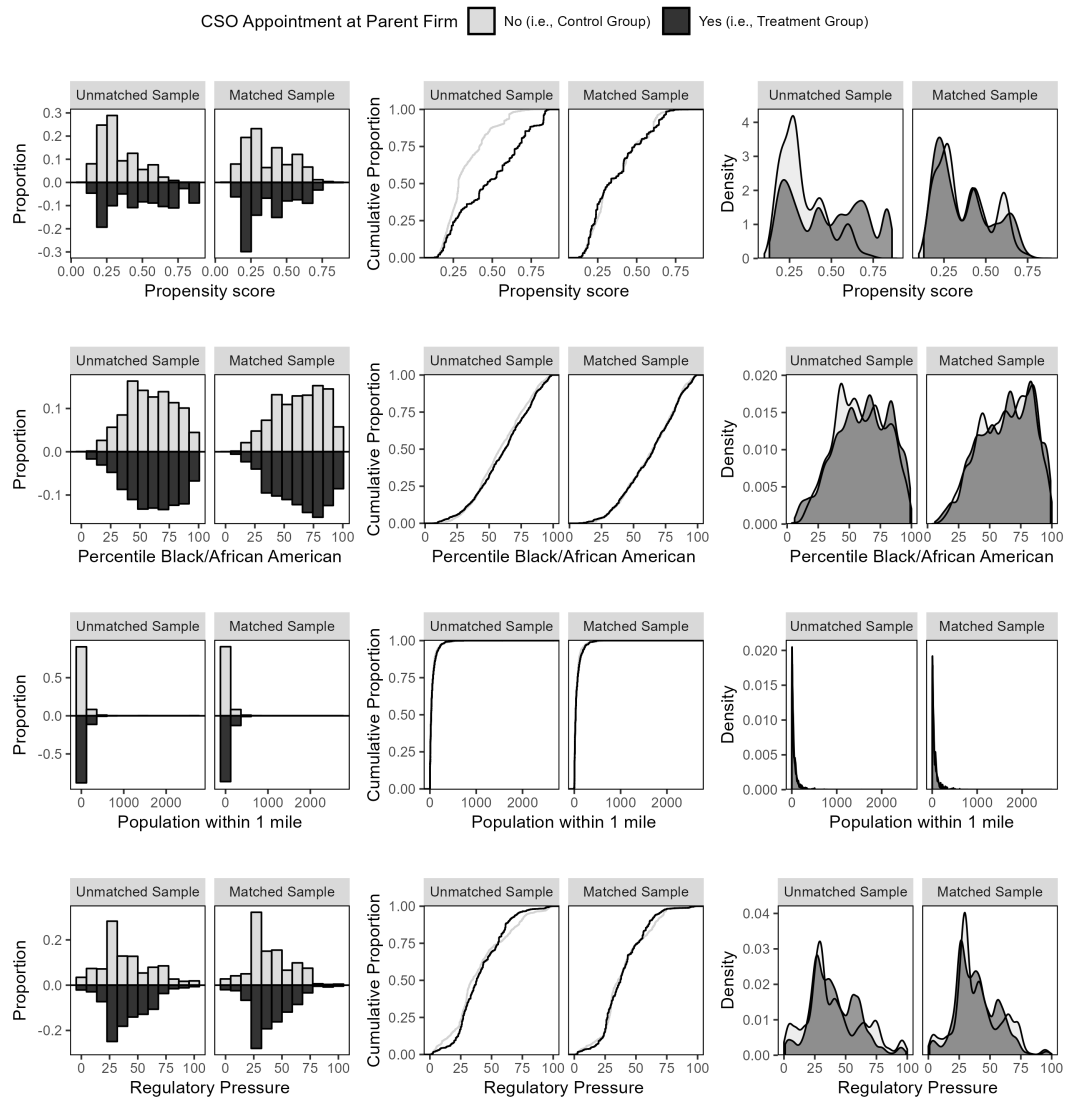 CSO Appointment at Parent Firm No (i.e., Control Group) Yes (i.e., Treatment Group)
Unmatched Sample Matched Sample Unmatched Sample Matched Sample Unmatched Sample Matched Sample
Proportion
0.3
0.2
0.1
0.0
-0.1
-0.2
-0.3
0.00 0.25 0.50 0.75 0.00 0.25 0.50 0.75
Propensity score
Cumulative Proportion
1.00
0.75
0.50
0.25
0.00
0.25 0.50 0.75 0.25 0.50 0.75
Propensity score
Density
4
3
2
1
0
0.25 0.50 0.75 0.25 0.50 0.75
Propensity score
Unmatched Sample Matched Sample Unmatched Sample Matched Sample Unmatched Sample Matched Sample
Proportion
0.1
0.0
-0.1
0 25 50 75 100 0 25 50 75 100
Percentile Black/African American
Cumulative Proportion
1.00
0.75
0.50
0.25
0.00
0 25 50 75 100 0 25 50 75 100
Percentile Black/African American
Density
0.020
0.015
0.010
0.005
0.000
0 25 50 75 100 0 25 50 75 100
Percentile Black/African American
Unmatched Sample Matched Sample Unmatched Sample Matched Sample Unmatched Sample Matched Sample
Proportion
0.5
0.0
-0.5
0 1000 2000 0 1000 2000
Population within 1 mile
Cumulative Proportion
1.00
0.75
0.50
0.25
0.00
0 1000 2000 0 1000 2000
Population within 1 mile
Density
0.020
0.015
0.010
0.005
0.000
0 1000 2000 0 1000 2000
Population within 1 mile
Unmatched Sample Matched Sample Unmatched Sample Matched Sample Unmatched Sample Matched Sample
Proportion
0.2
0.0
-0.2
0 25 50 75 100 0 25 50 75 100
Regulatory Pressure
Cumulative Proportion
1.00
0.75
0.50
0.25
0.00
0 25 50 75 100 0 25 50 75 100
Regulatory Pressure
Density
0.04
0.03
0.02
0.01
0.00
0 25 50 75 100 0 25 50 75 100
Regulatory Pressure